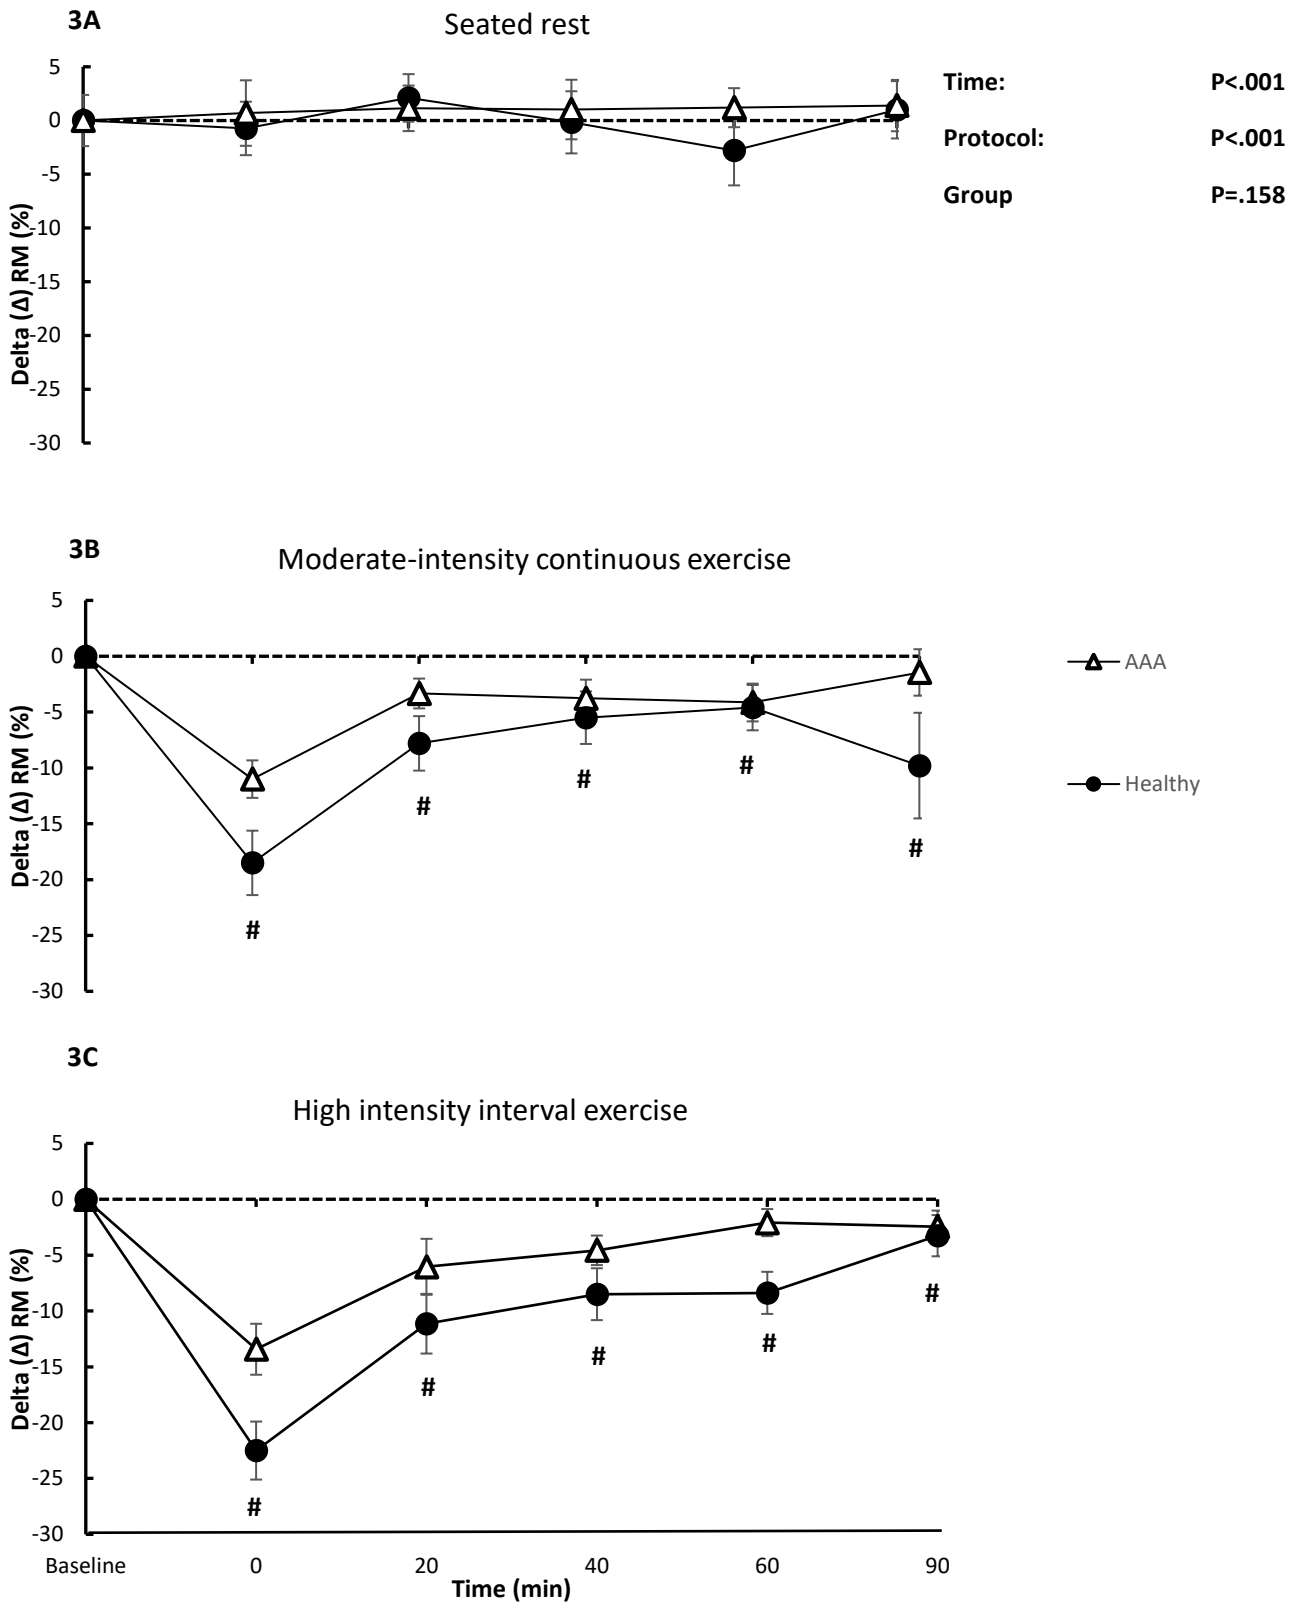 3A
Seated rest
5
0
-5
-10
-15
-20
-25
-30
Delta (Δ) RM (%)
Time: P<.001
Protocol: P<.001
Group P=.158
3B
Moderate-intensity continuous exercise
5
0
-5
-10
-15
-20
-25
-30
Delta (Δ) RM (%)
#
#
#
#
#
AAA
Healthy
3C
High intensity interval exercise
5
0
-5
-10
-15
-20
-25
-30
Delta (Δ) RM (%)
#
#
#
#
#
Baseline 0 20 40 60 90
Time (min)